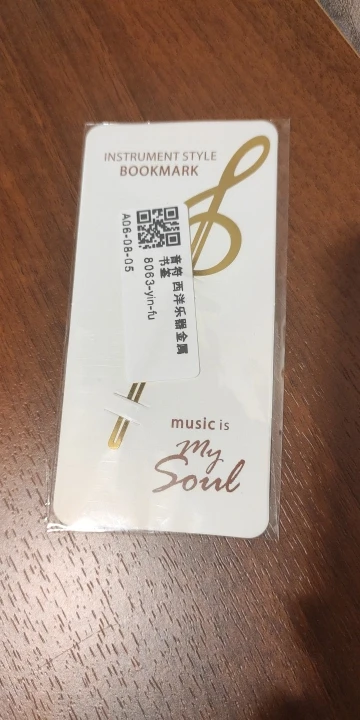 INSTRUMENT STYLE
BOOKMARK
音符 西洋乐器金属
书签
8063-yin-fu
A06-08-05
music is
My
Soul